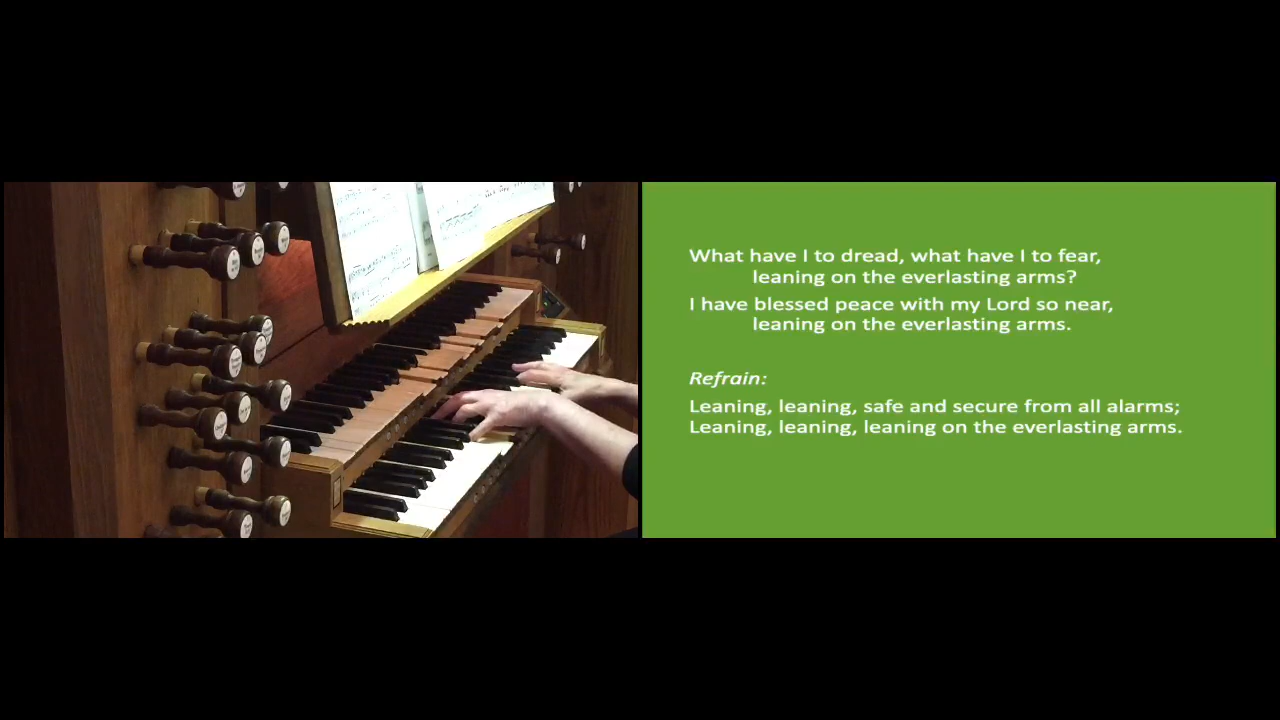 What have I to dread, what have I to fear,
leaning on the everlasting arms?
I have blessed peace with my Lord so near,
leaning on the everlasting arms.
Refrain:
Leaning, leaning, safe and secure from all alarms;
Leaning, leaning, leaning on the everlasting arms.